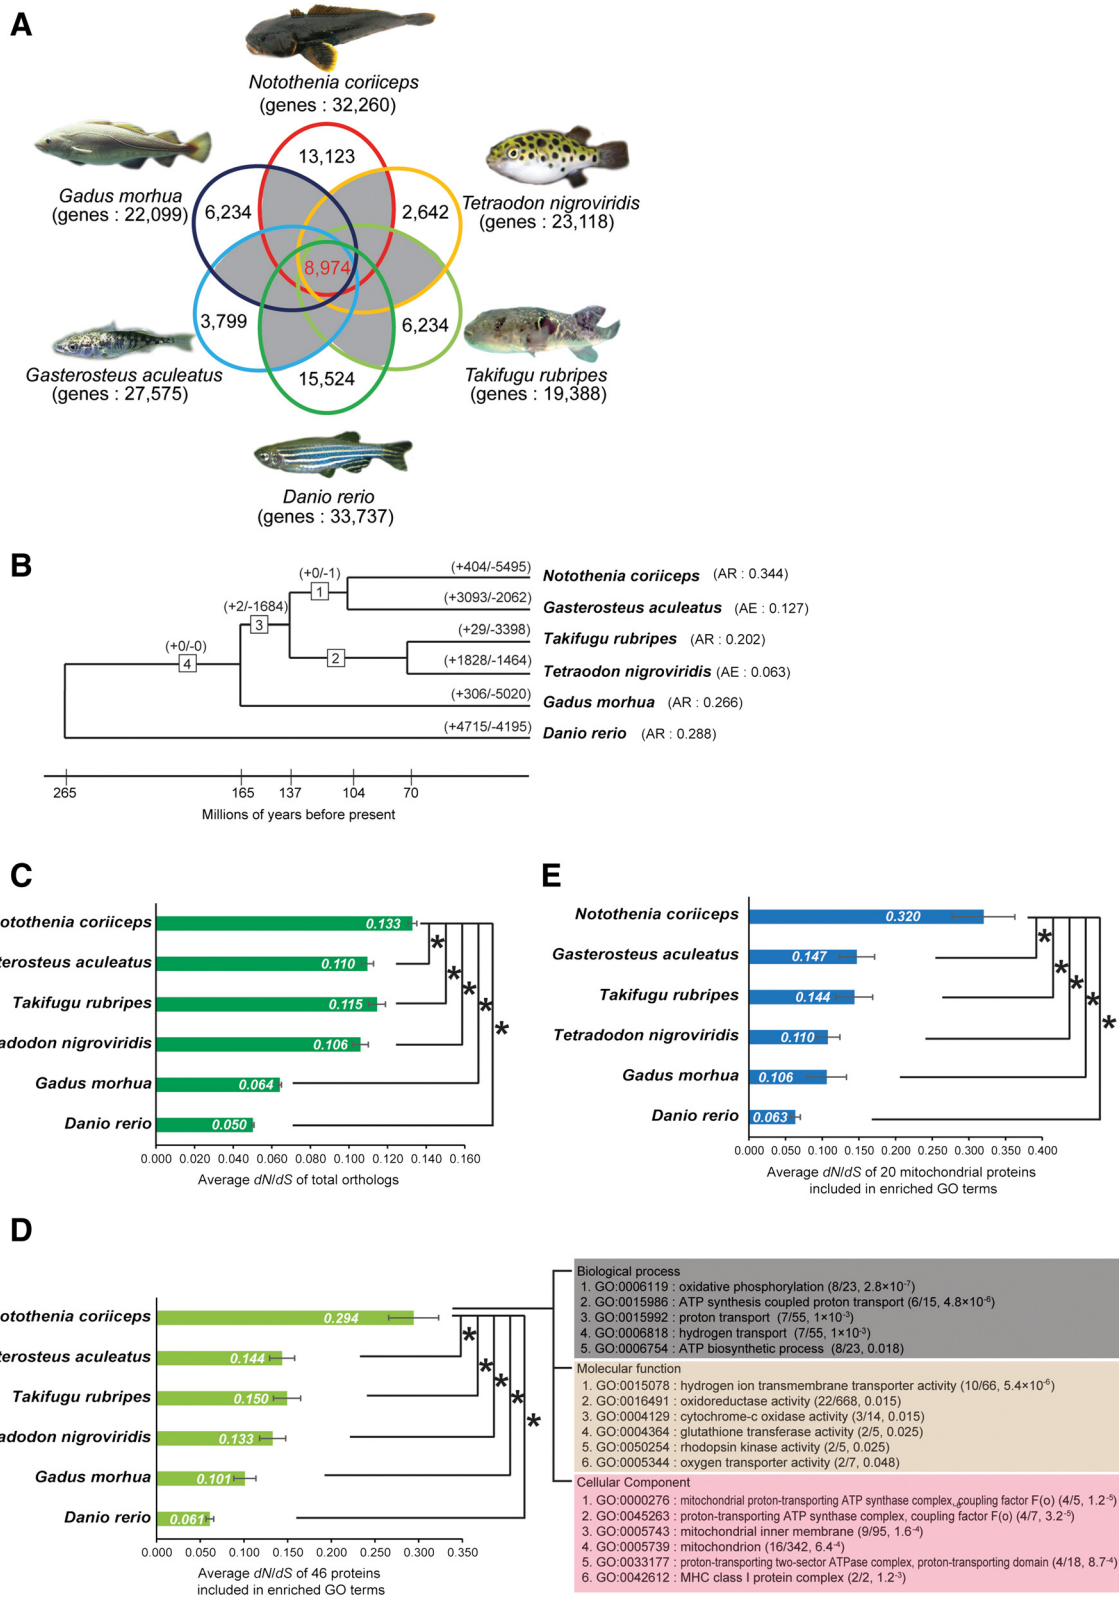 A
Notothenia coriiceps
(genes : 32,260)
Gadus morhua
(genes : 22,099)
Tetraodon nigroviridis
(genes : 23,118)
13,123
6,234
2,642
8,974
3,799
6,234
15,524
Gasterosteus aculeatus
(genes : 27,575)
Takifugu rubripes
(genes : 19,388)
Danio rerio
(genes : 33,737)
B
(+404/-5495)
Notothenia coriiceps (AR : 0.344)
(+0/-1)
1
(+3093/-2062)
Gasterosteus aculeatus (AE : 0.127)
(+2/-1684)
3
(+29/-3398)
Takifugu rubripes (AR : 0.202)
(+0/-0)
4
2
(+1828/-1464)
Tetraodon nigroviridis (AE : 0.063)
(+306/-5020)
Gadus morhua (AR : 0.266)
(+4715/-4195)
Danio rerio (AR : 0.288)
265 165 137 104 70
Millions of years before present
C
otothenia coriiceps 0.133
terosteus aculeatus 0.110
Takifugu rubripes 0.115
adodon nigroviridis 0.106
Gadus morhua 0.064
Danio rerio 0.050
* * * * *
0.000 0.020 0.040 0.060 0.080 0.100 0.120 0.140 0.160
Average dN/dS of total orthologs
E
Notothenia coriiceps 0.320
Gasterosteus aculeatus 0.147
Takifugu rubripes 0.144
Tetradodon nigroviridis 0.110
Gadus morhua 0.106
Danio rerio 0.063
* * * * *
0.000 0.050 0.100 0.150 0.200 0.300 0.350 0.400
Average dN/dS of 20 mitochondrial proteins
included in enriched GO terms
D
otothenia coriiceps 0.294
terosteus aculeatus 0.144
Takifugu rubripes 0.150
adodon nigroviridis 0.133
Gadus morhua 0.101
Danio rerio 0.061
* * * * *
0.000 0.050 0.100 0.150 0.200 0.300 0.350
Average dN/dS of 46 proteins
included in enriched GO terms
Biological process
1. GO:0006119 : oxidative phosphorylation (8/23, 2.8×10⁻⁷)
2. GO:0015986 : ATP synthesis coupled proton transport (6/15, 4.8×10⁻⁶)
3. GO:0015992 : proton transport (7/55, 1×10⁻³)
4. GO:0006818 : hydrogen transport (7/55, 1×10⁻³)
5. GO:0006754 : ATP biosynthetic process (8/23, 0.018)
Molecular function
1. GO:0015078 : hydrogen ion transmembrane transporter activity (10/66, 5.4×10⁻⁶)
2. GO:0016491 : oxidoreductase activity (22/668, 0.015)
3. GO:0004129 : cytochrome-c oxidase activity (3/14, 0.015)
4. GO:0004364 : glutathione transferase activity (2/5, 0.025)
5. GO:0050254 : rhodopsin kinase activity (2/5, 0.025)
6. GO:0005344 : oxygen transporter activity (2/7, 0.048)
Cellular Component
1. GO:0000276 : mitochondrial proton-transporting ATP synthase complex, coupling factor F(o) (4/5, 1.2⁻⁵)
2. GO:0045263 : proton-transporting ATP synthase complex, coupling factor F(o) (4/7, 3.2⁻⁵)
3. GO:0005743 : mitochondrial inner membrane (9/95, 1.6⁻⁴)
4. GO:0005739 : mitochondrion (16/342, 6.4⁻⁴)
5. GO:0033177 : proton-transporting two-sector ATPase complex, proton-transporting domain (4/18, 8.7⁻⁴)
6. GO:0042612 : MHC class I protein complex (2/2, 1.2⁻³)